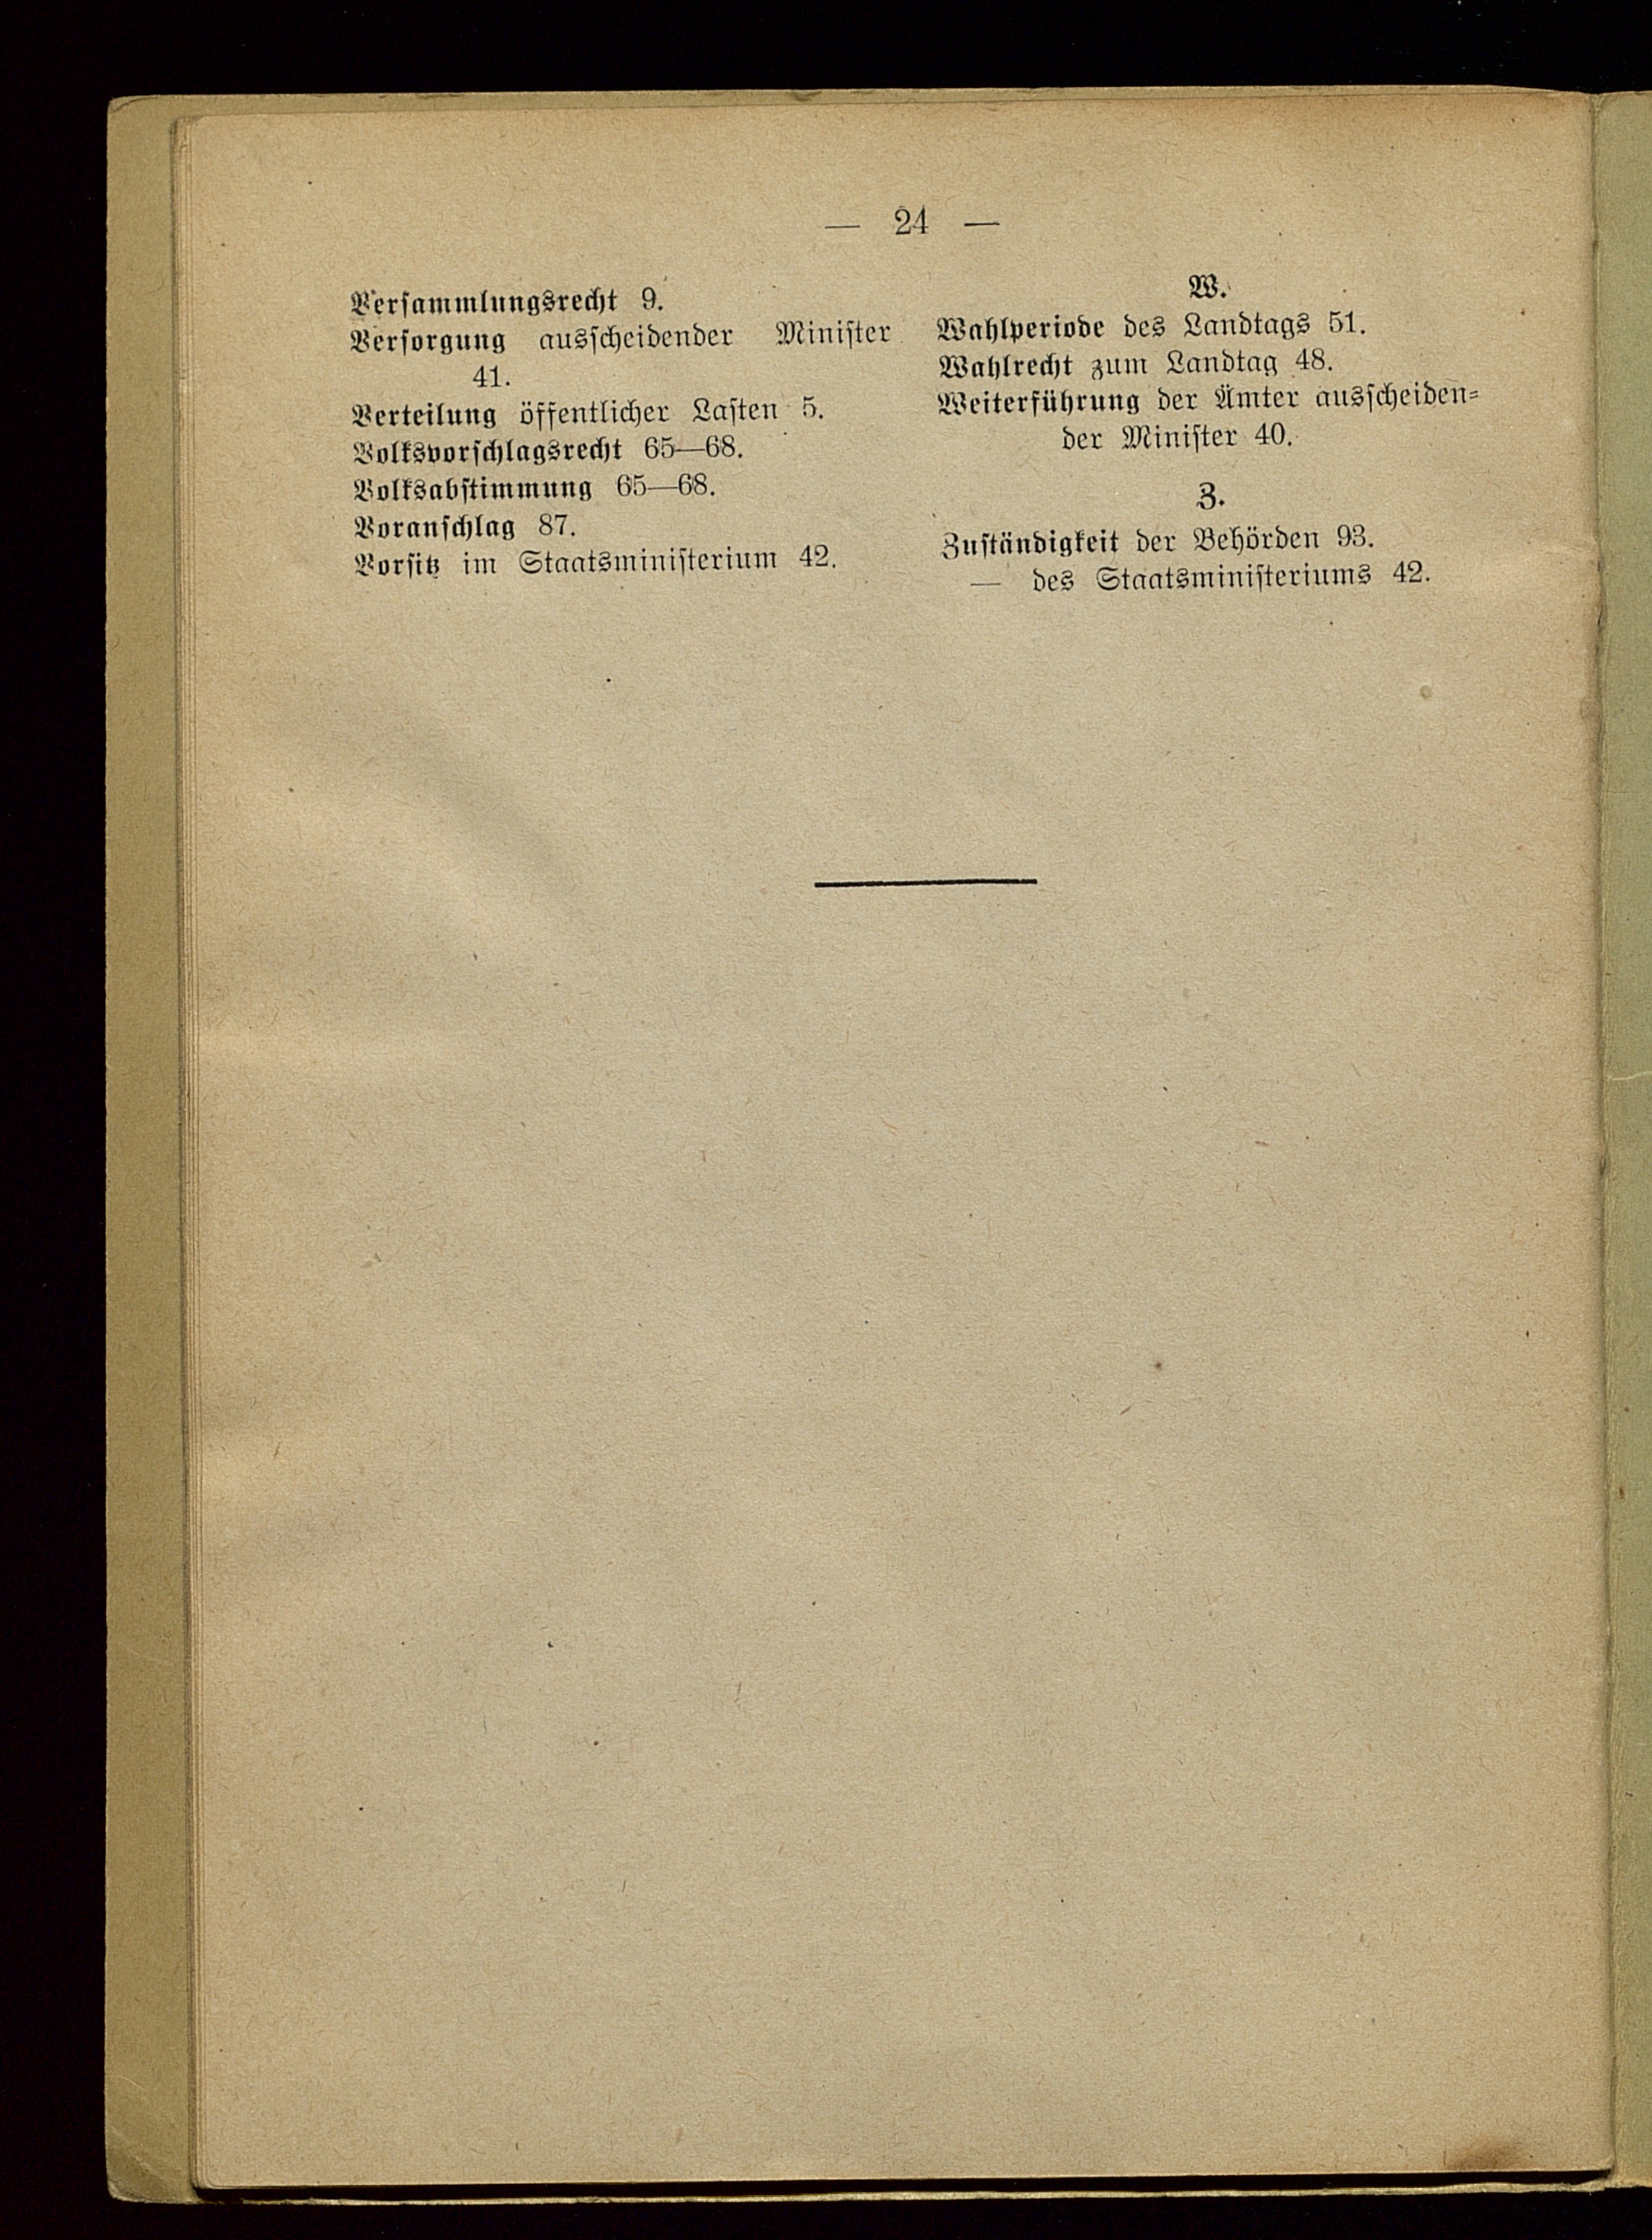 — 24 —
Versammlungsrecht 9.
Versorgung ausscheidender Minister
41.
Verteilung öffentlicher Lasten 5.
Volksvorschlagsrecht 65—68.
Volksabstimmung 65—68.
Voranschlag 87.
Vorsitz im Staatsministerium 42.
W.
Wahlperiode des Landtags 51.
Wahlrecht zum Landtag 48.
Weiterführung der Ämter ausscheiden-
der Minister 40.
Z.
Zuständigkeit der Behörden 93.
— des Staatsministeriums 42.